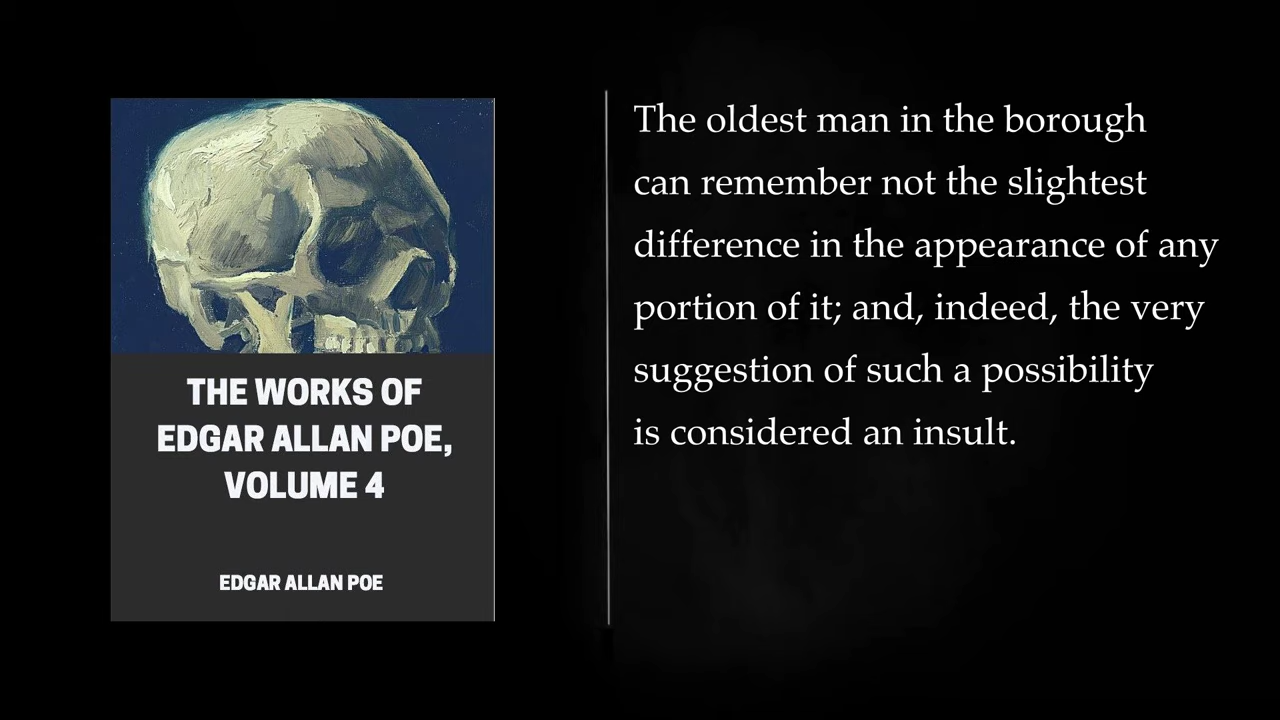 THE WORKS OF
EDGAR ALLAN POE,
VOLUME 4
EDGAR ALLAN POE
The oldest man in the borough
can remember not the slightest
difference in the appearance of any
portion of it; and, indeed, the very
suggestion of such a possibility
is considered an insult.